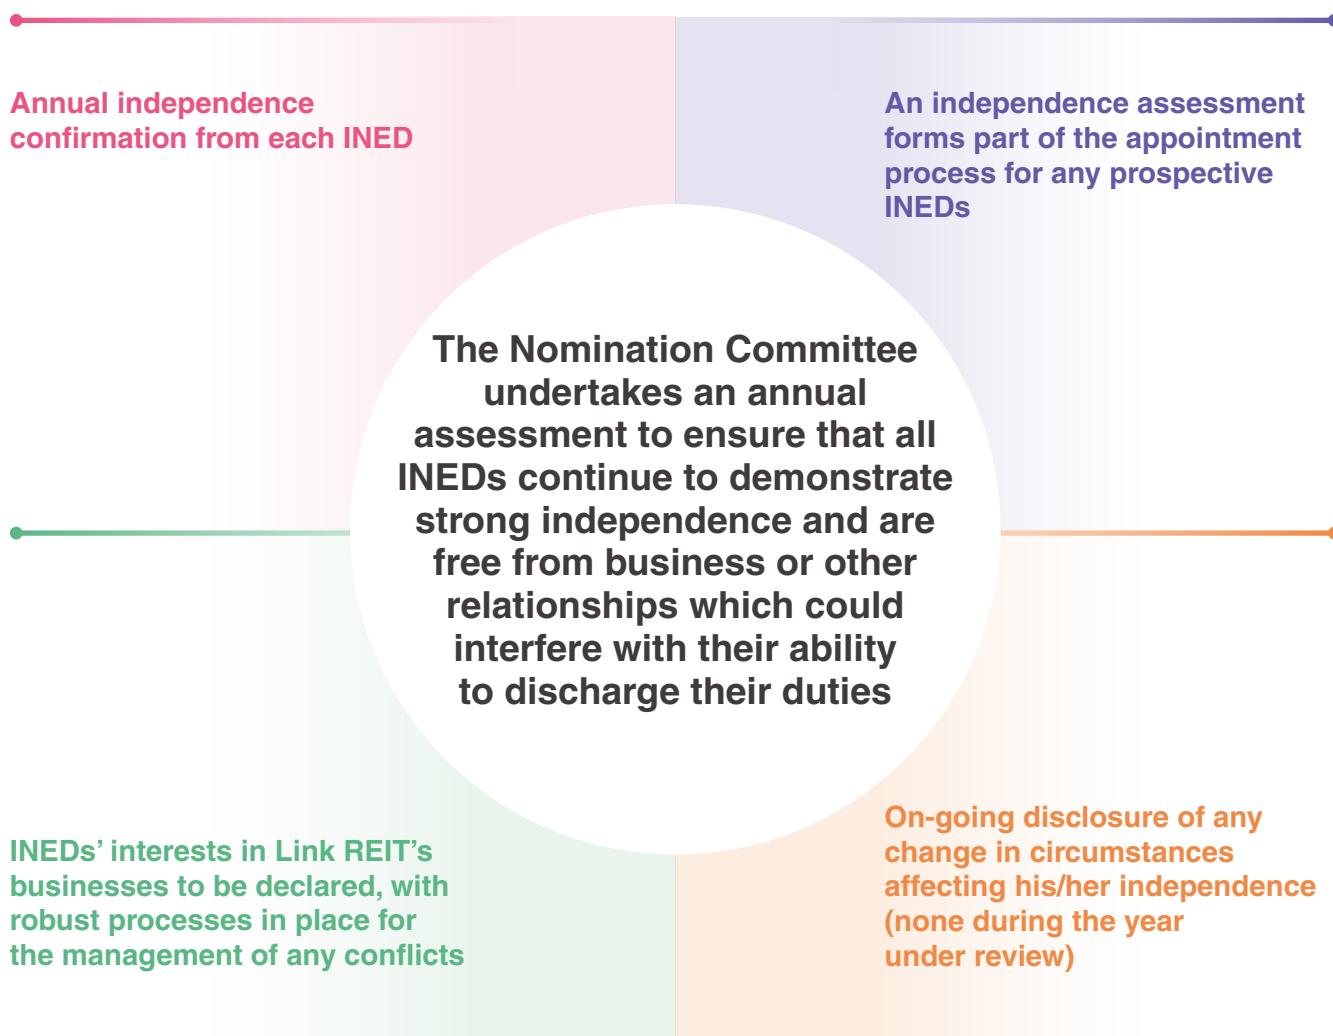 Annual independence
confirmation from each INED
An independence assessment
forms part of the appointment
process for any prospective
INEDs
The Nomination Committee
undertakes an annual
assessment to ensure that all
INEDs continue to demonstrate
strong independence and are
free from business or other
relationships which could
interfere with their ability
to discharge their duties
INEDs’ interests in Link REIT’s
businesses to be declared, with
robust processes in place for
the management of any conflicts
On-going disclosure of any
change in circumstances
affecting his/her independence
(none during the year
under review)